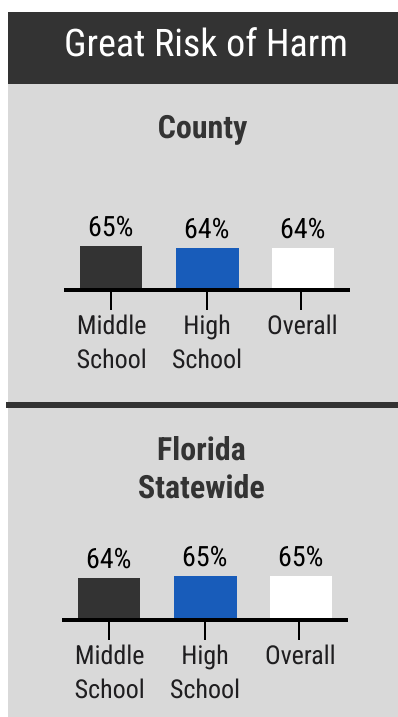 Great Risk of Harm
County
65% 64% 64%
Middle School High School Overall
Florida
Statewide
64% 65% 65%
Middle School High School Overall